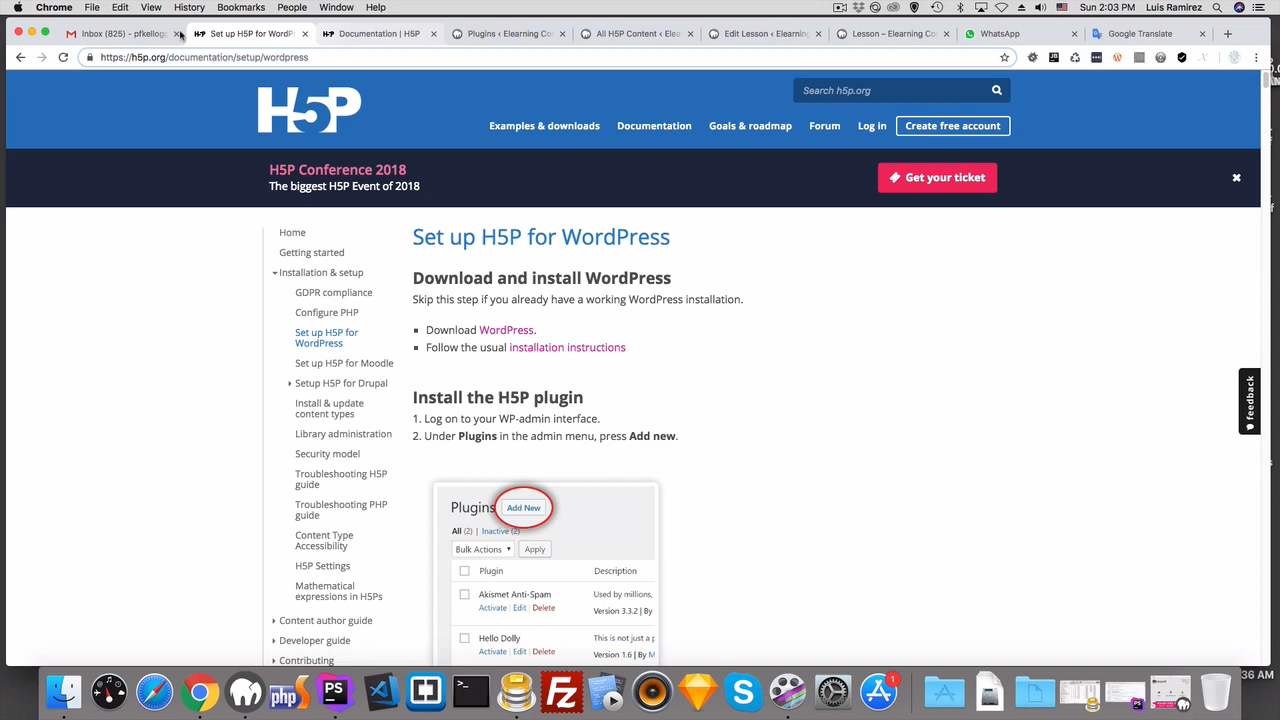 Chrome File Edit View History Bookmarks People Window Help
Sun 2:03 PM Luis Ramirez
Inbox (825) - pfkellog
Set up H5P for WordPr
Documentation | H5P
Plugins ‹ Elearning Co
All H5P Content ‹ Ele
Edit Lesson ‹ Elearnin
Lesson – Elearning Co
WhatsApp
Google Translate
https://h5p.org/documentation/setup/wordpress
H5P
Search h5p.org
Examples & downloads Documentation Goals & roadmap Forum Log in Create free account
H5P Conference 2018
The biggest H5P Event of 2018
Get your ticket
Home
Getting started
Installation & setup
GDPR compliance
Configure PHP
Set up H5P for
WordPress
Set up H5P for Moodle
Setup H5P for Drupal
Install & update
content types
Library administration
Security model
Troubleshooting H5P
guide
Troubleshooting PHP
guide
Content Type
Accessibility
H5P Settings
Mathematical
expressions in H5Ps
Content author guide
Developer guide
Contributing
Set up H5P for WordPress
Download and install WordPress
Skip this step if you already have a working WordPress installation.
Download WordPress.
Follow the usual installation instructions
Install the H5P plugin
1. Log on to your WP-admin interface.
2. Under Plugins in the admin menu, press Add new.
Plugins Add New
All (2) | Inactive (2)
Bulk Actions Apply
Plugin Description
Akismet Anti-Spam Used by millions,
Activate | Edit | Delete Version 3.3.2 | By
Hello Dolly This is not just a p
Activate | Edit | Delete Version 1.6 | By M
feedback
36 AM
php
PS
Fz
1